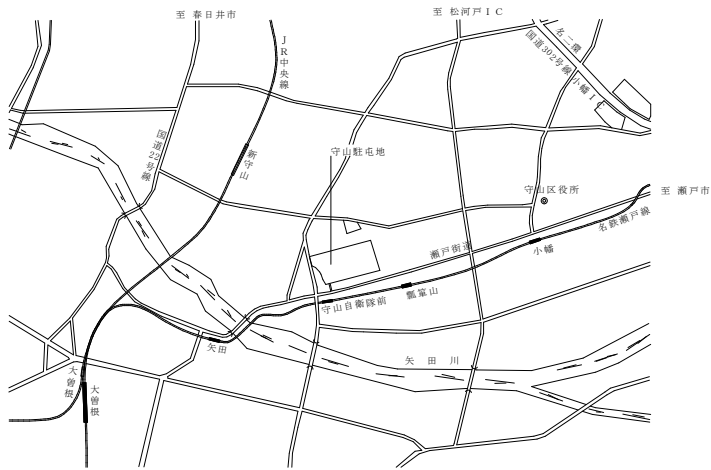 至 春日井市
至 松河戸IC
JR中央線
名二環
国道302号線
小幡IC
国道22号線
新守山
守山駐屯地
守山区役所
至 瀬戸市
名鉄瀬戸線
瀬戸街道
小幡
瓢箪山
守山自衛隊前
矢田
矢田川
大曽根
大曽根